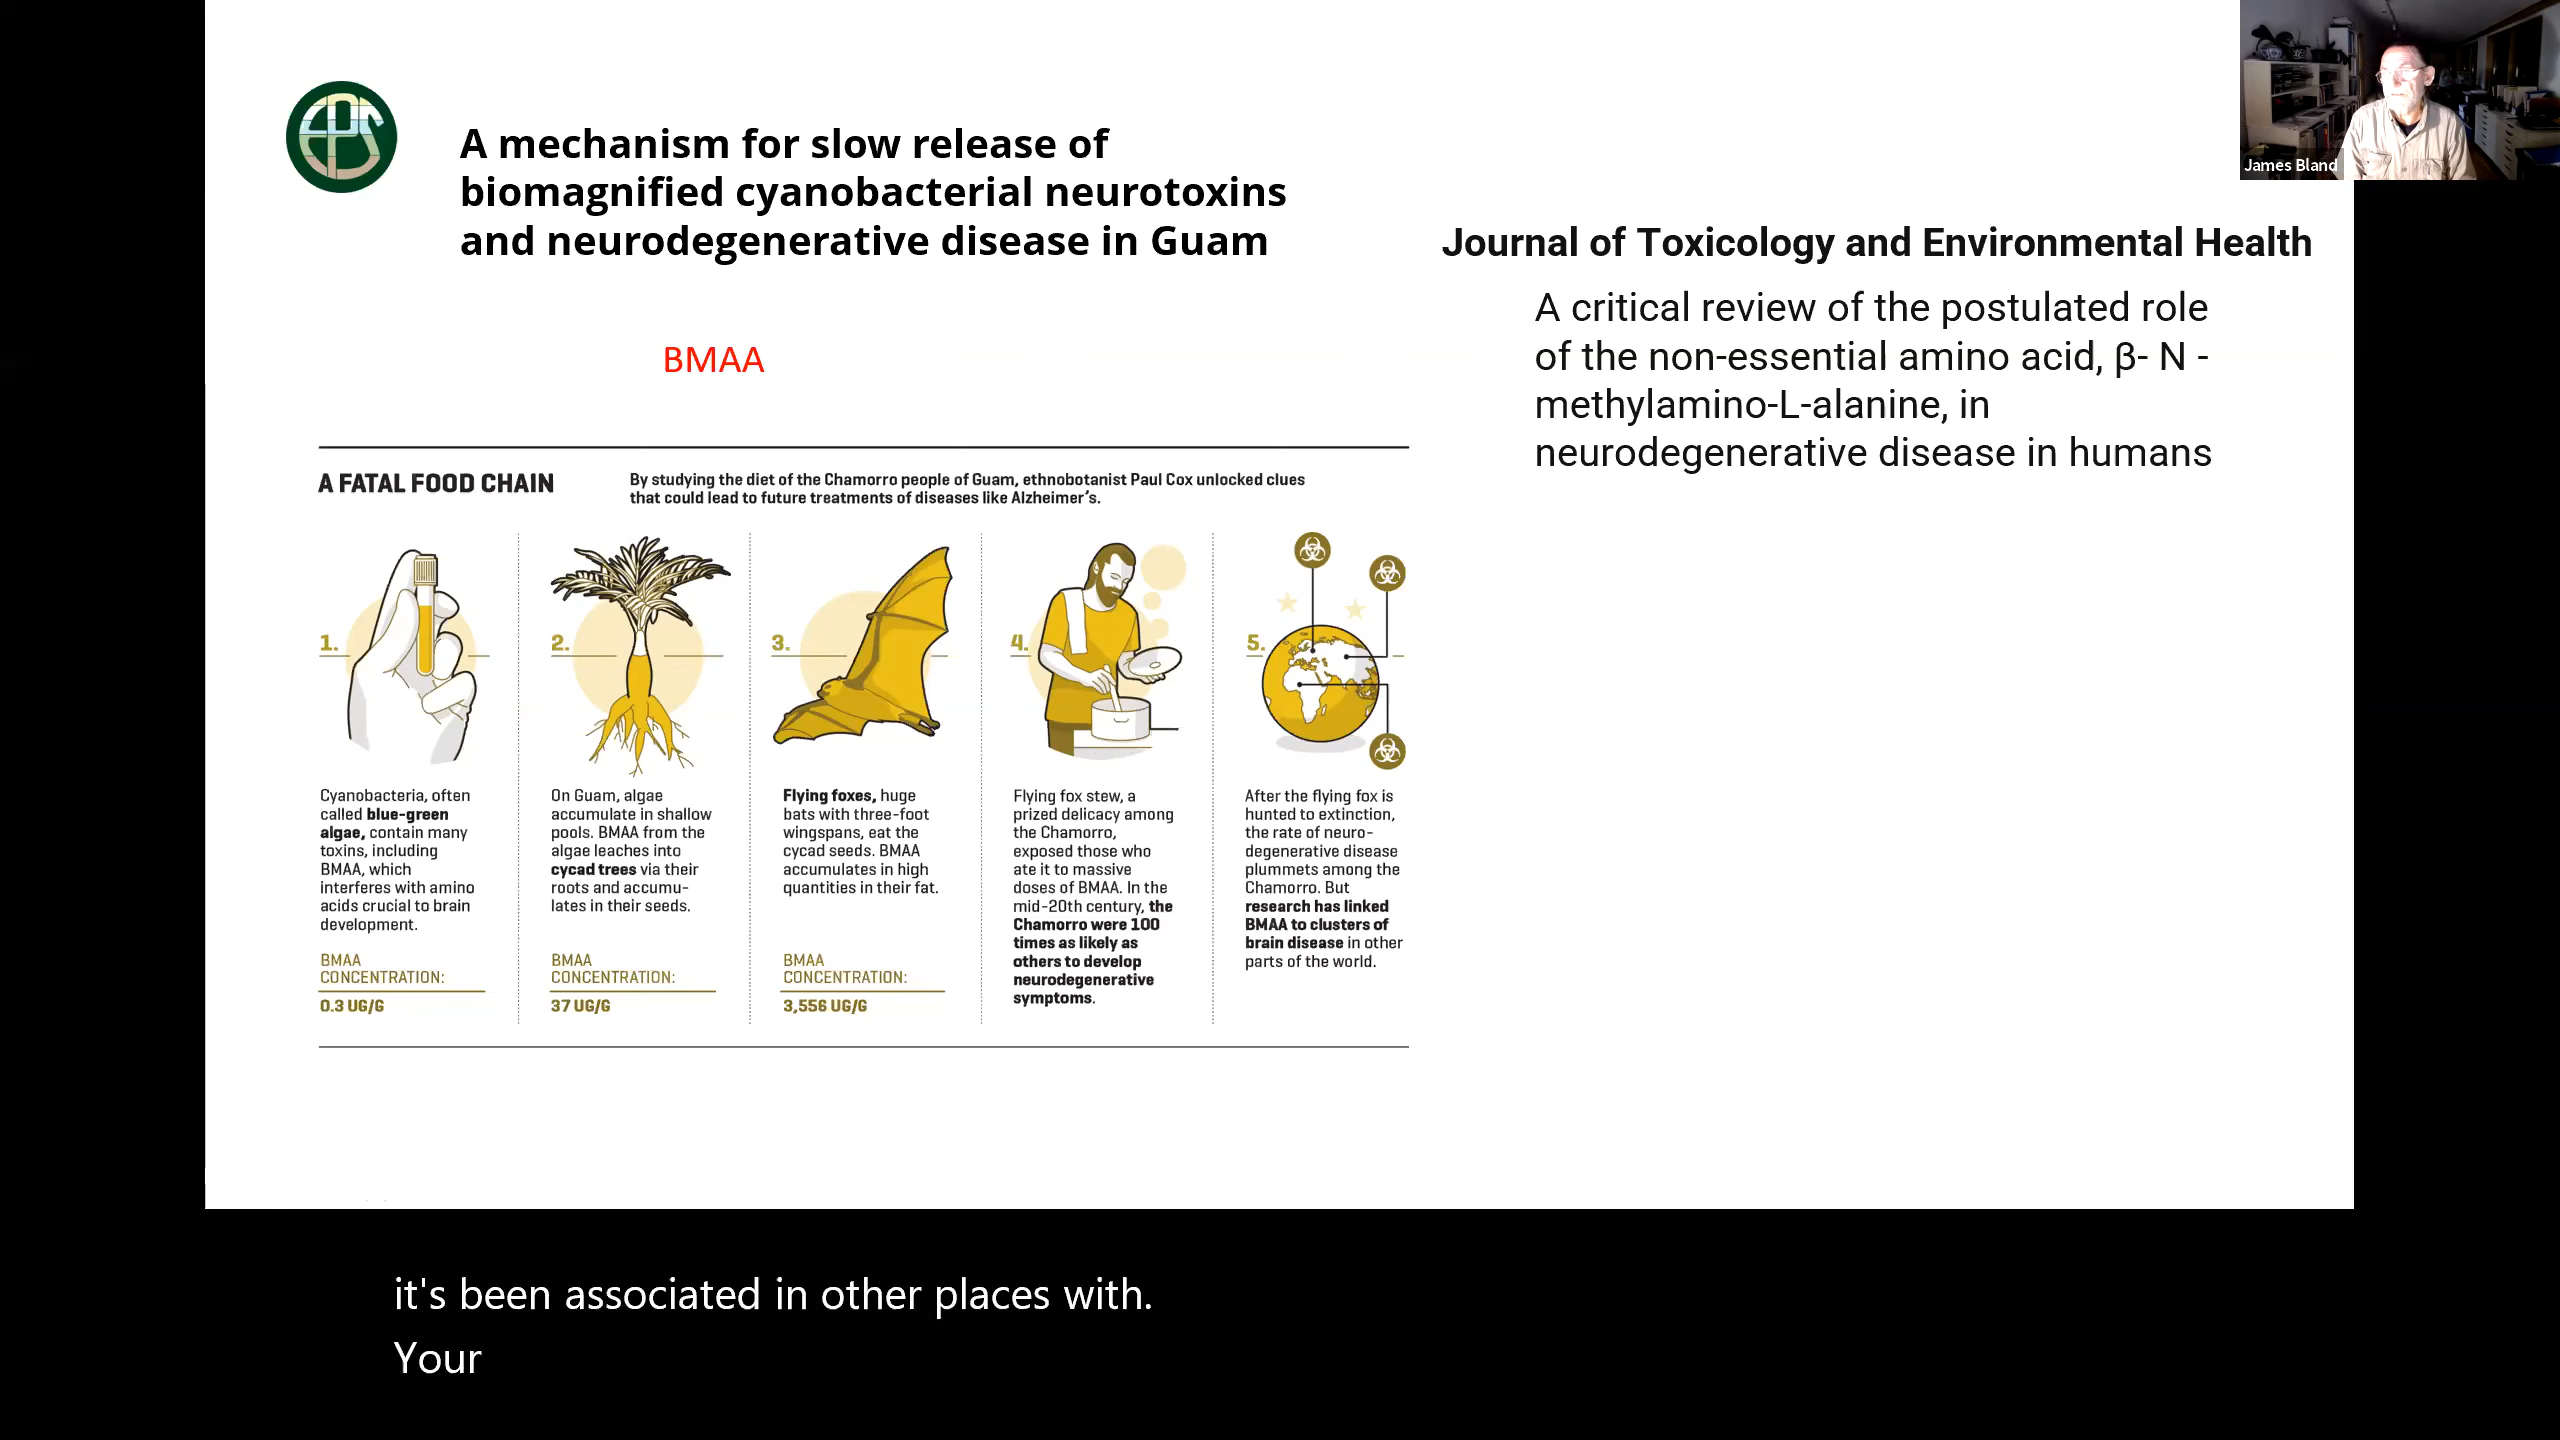 EPS
A mechanism for slow release of
biomagnified cyanobacterial neurotoxins
and neurodegenerative disease in Guam
BMAA
James Bland
Journal of Toxicology and Environmental Health
A critical review of the postulated role
of the non-essential amino acid, β- N -
methylamino-L-alanine, in
neurodegenerative disease in humans
A FATAL FOOD CHAIN
By studying the diet of the Chamorro people of Guam, ethnobotanist Paul Cox unlocked clues
that could lead to future treatments of diseases like Alzheimer's.
1.
Cyanobacteria, often
called blue-green
algae, contain many
toxins, including
BMAA, which
interferes with amino
acids crucial to brain
development.
BMAA
CONCENTRATION:
0.3 UG/G
2.
On Guam, algae
accumulate in shallow
pools. BMAA from the
algae leaches into
cycad trees via their
roots and accumu-
lates in their seeds.
BMAA
CONCENTRATION:
37 UG/G
3.
Flying foxes, huge
bats with three-foot
wingspans, eat the
cycad seeds. BMAA
accumulates in high
quantities in their fat.
BMAA
CONCENTRATION:
3,556 UG/G
4.
Flying fox stew, a
prized delicacy among
the Chamorro,
exposed those who
ate it to massive
doses of BMAA. In the
mid-20th century, the
Chamorro were 100
times as likely as
others to develop
neurodegenerative
symptoms.
5.
After the flying fox is
hunted to extinction,
the rate of neuro-
degenerative disease
plummets among the
Chamorro. But
research has linked
BMAA to clusters of
brain disease in other
parts of the world.
it's been associated in other places with.
Your